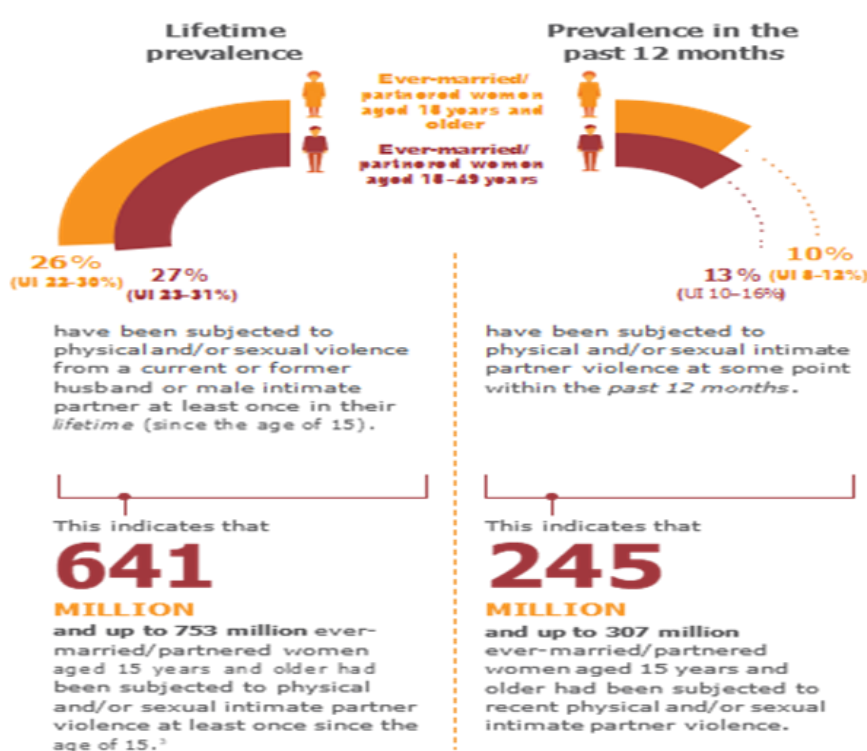 Lifetime
prevalence
Prevalence in the
past 12 months
Ever-married/
partnered women
aged years and
older
Ever-married/
partnered women
aged years
26%
(UI 22–30%)
27%
(UI 23–31%)
10%
(UI 8–12%)
13%
(UI 10–16%)
have been subjected to
physical and/or sexual violence
from a current or former
husband or male intimate
partner at least once in their
lifetime (since the age of 15).
This indicates that
641
MILLION
and up to 753 million ever-
married/partnered women
aged 15 years and older had
been subjected to physical
and/or sexual intimate partner
violence at least once since the
age of 15.³
have been subjected to
physical and/or sexual intimate
partner violence at some point
within the past 12 months.
This indicates that
245
MILLION
and up to 307 million
ever-married/partnered
women aged 15 years and
older had been subjected to
recent physical and/or sexual
intimate partner violence.